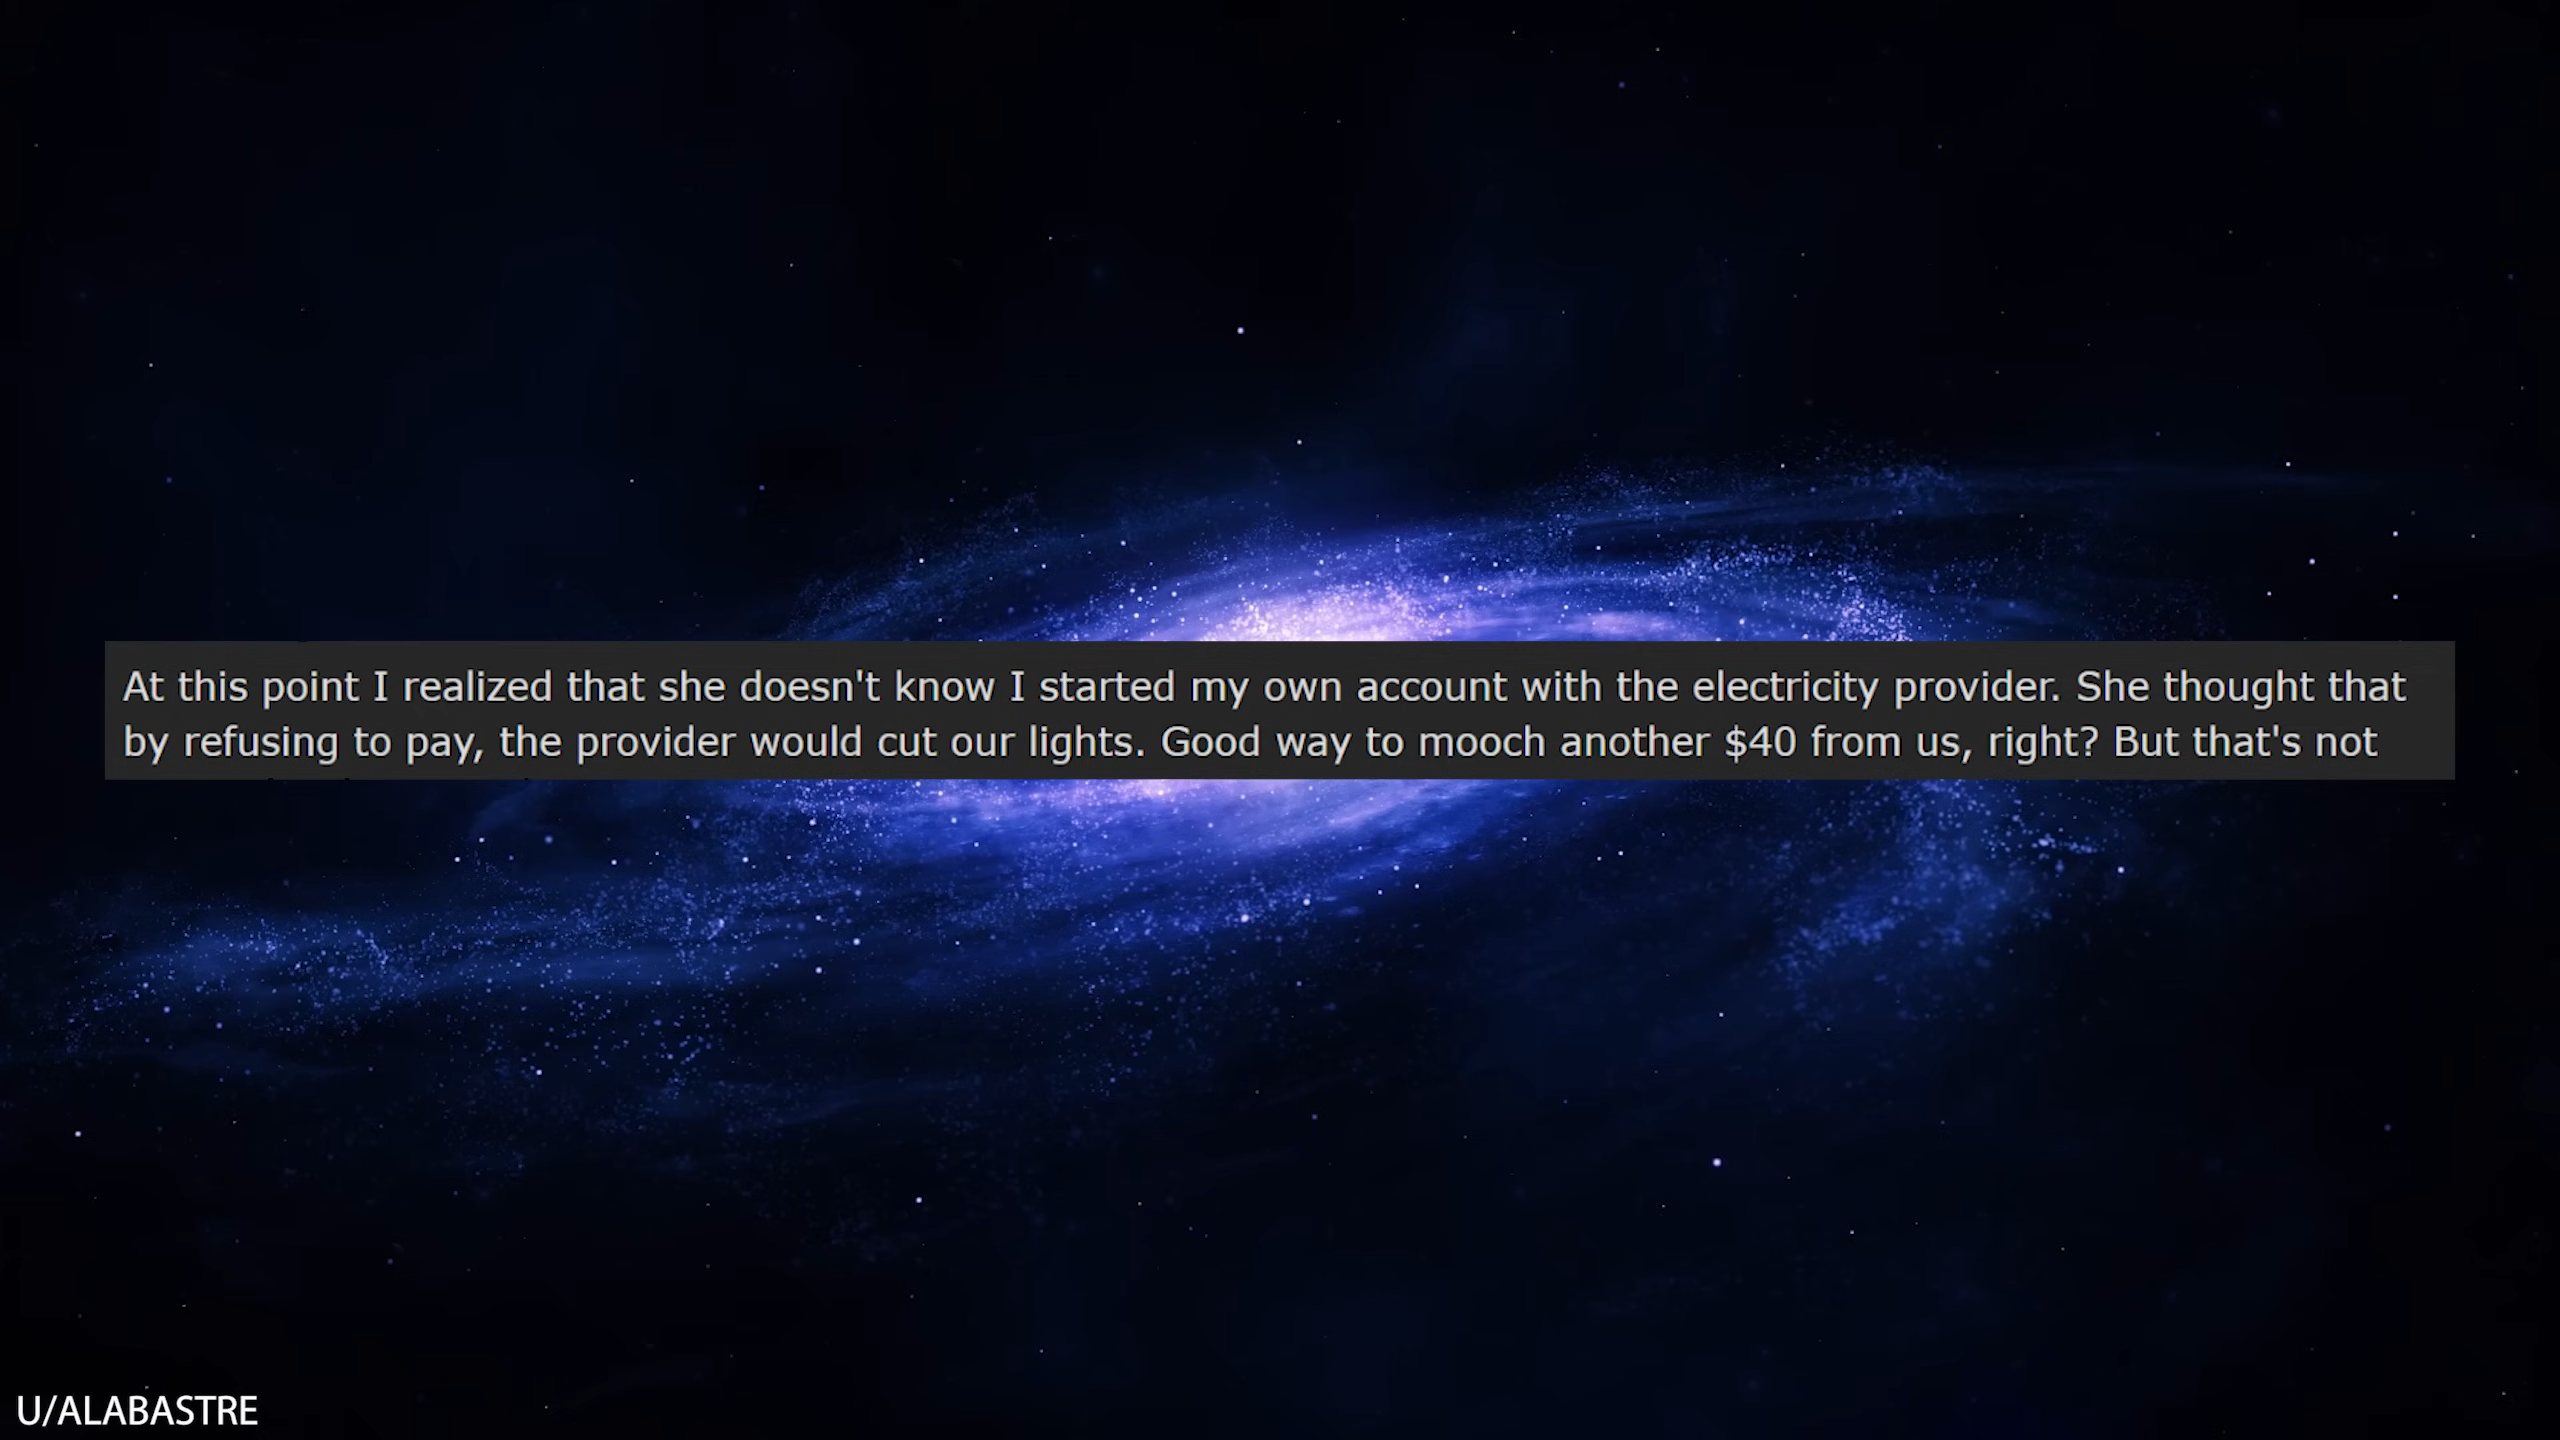 At this point I realized that she doesn't know I started my own account with the electricity provider. She thought that
by refusing to pay, the provider would cut our lights. Good way to mooch another $40 from us, right? But that's not
U/ALABASTRE